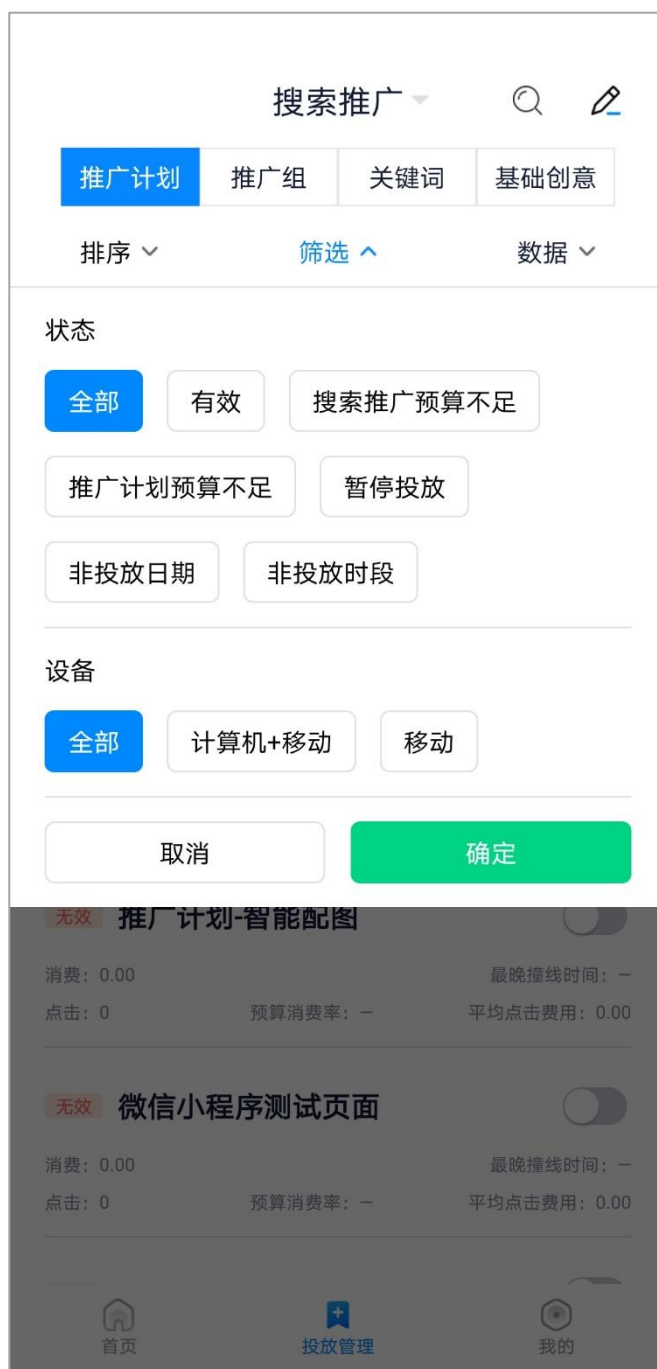 搜索推广
推广计划 推广组 关键词 基础创意
排序 筛选 数据
状态
全部 有效 搜索推广预算不足
推广计划预算不足 暂停投放
非投放日期 非投放时段
设备
全部 计算机+移动 移动
取消 确定
无效 推广计划-智能配图
消费：0.00 最晚撞线时间：—
点击：0 预算消费率：— 平均点击费用：0.00
无效 微信小程序测试页面
消费：0.00 最晚撞线时间：—
点击：0 预算消费率：— 平均点击费用：0.00
首页 投放管理 我的